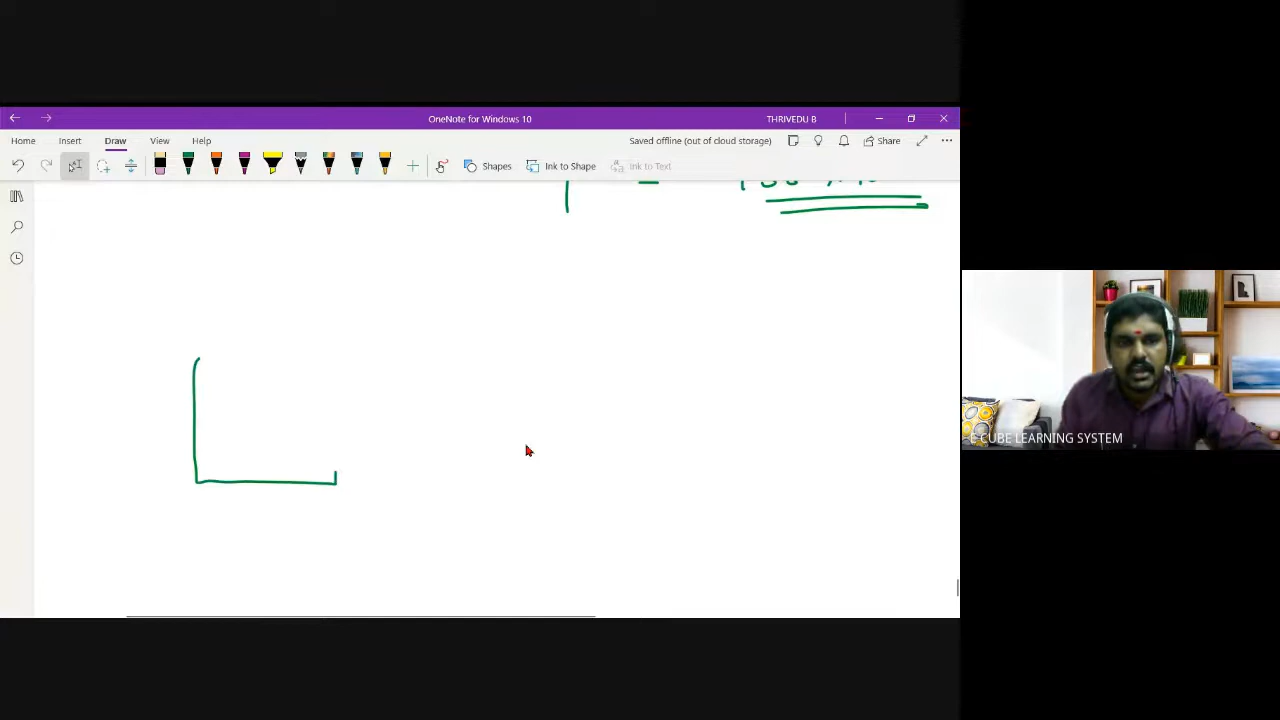 OneNote for Windows 10
THRIVEDU B
Home Insert Draw View Help
Saved offline (out of cloud storage)
Share
Shapes
Ink to Shape
Ink to Text
=
E CUBE LEARNING SYSTEM